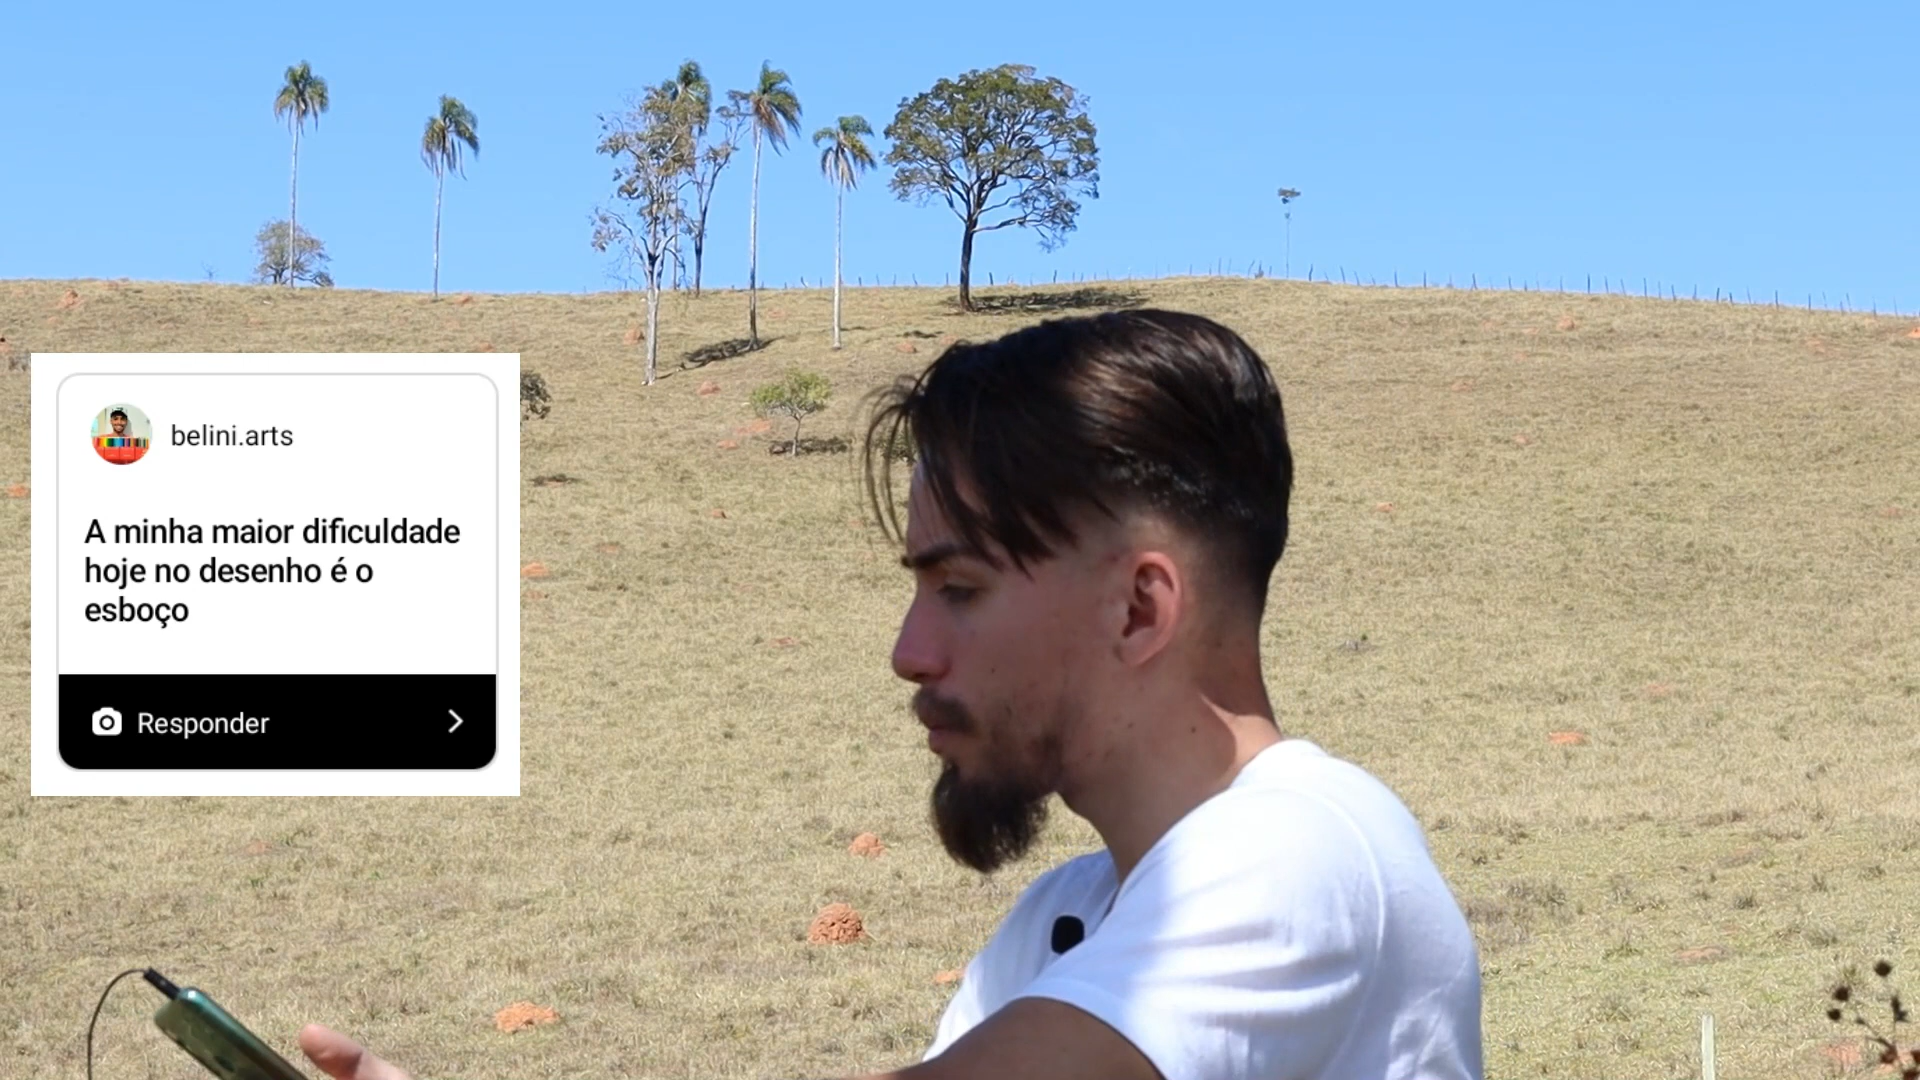 belini.arts
A minha maior dificuldade
hoje no desenho é o
esboço
Responder